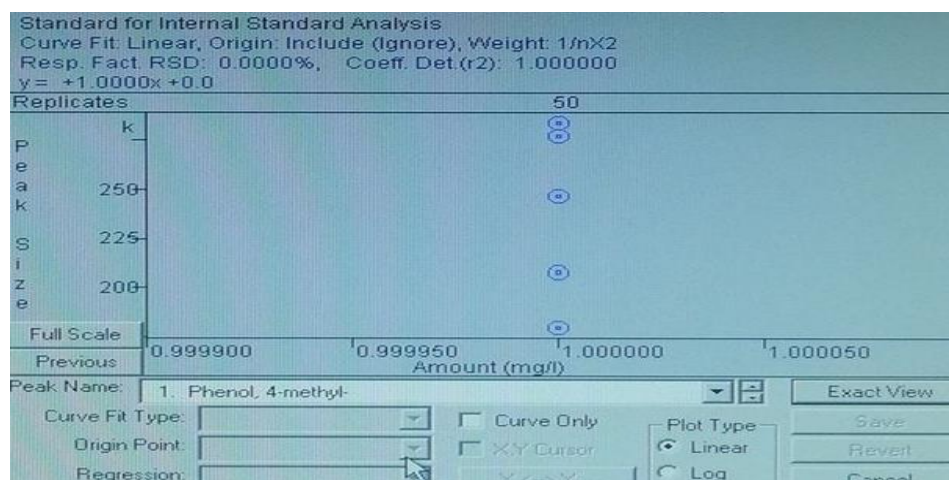 Standard for Internal Standard Analysis
Curve Fit: Linear, Origin: Include (Ignore), Weight: 1/nX2
Resp. Fact. RSD: 0.0000%, Coeff. Det.(r2): 1.000000
y = +1.0000x +0.0
Replicates 50
k
Peak Size
250
225
200
Full Scale
Previous
0.999900 0.999950 1.000000 1.000050
Amount (mg/l)
Peak Name: 1. Phenol, 4-methyl- Exact View
Curve Fit Type: Curve Only Plot Type Save
Origin Point: X,Y Cursor Linear Revert
Regression: Log Cancel